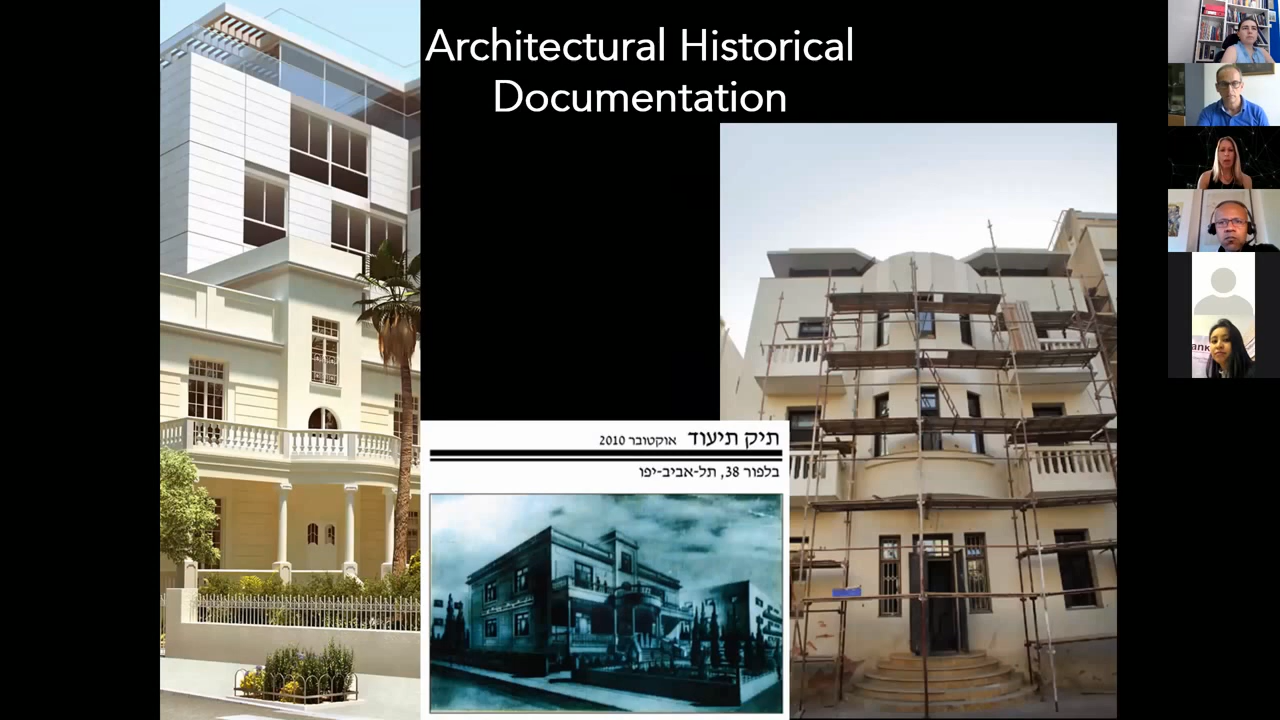 Architectural Historical
Documentation
תיק תיעוד אוקטובר 2010
בלפור 38, תל-אביב-יפו